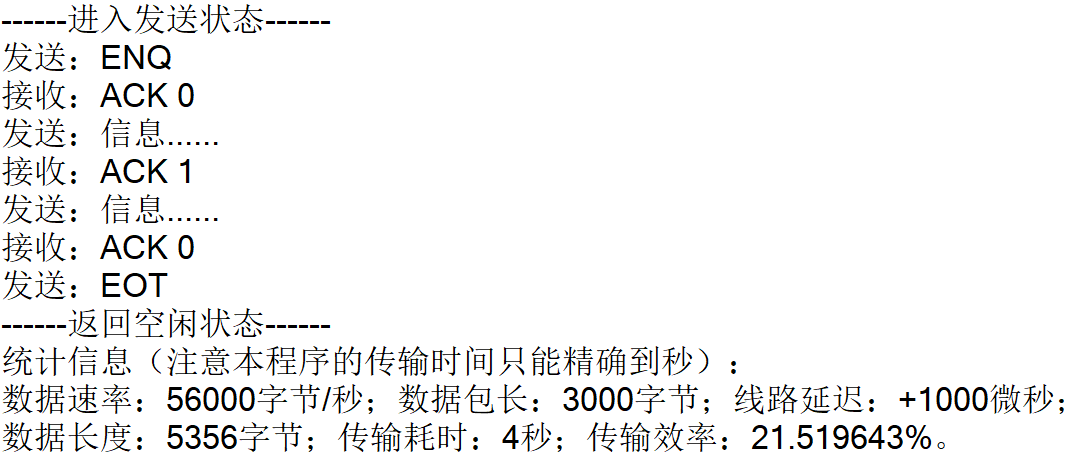 ------进入发送状态------
发送：ENQ
接收：ACK 0
发送：信息......
接收：ACK 1
发送：信息......
接收：ACK 0
发送：EOT
------返回空闲状态------
统计信息（注意本程序的传输时间只能精确到秒）：
数据速率：56000字节/秒；数据包长：3000字节；线路延迟：+1000微秒；
数据长度：5356字节；传输耗时：4秒；传输效率：21.519643%。